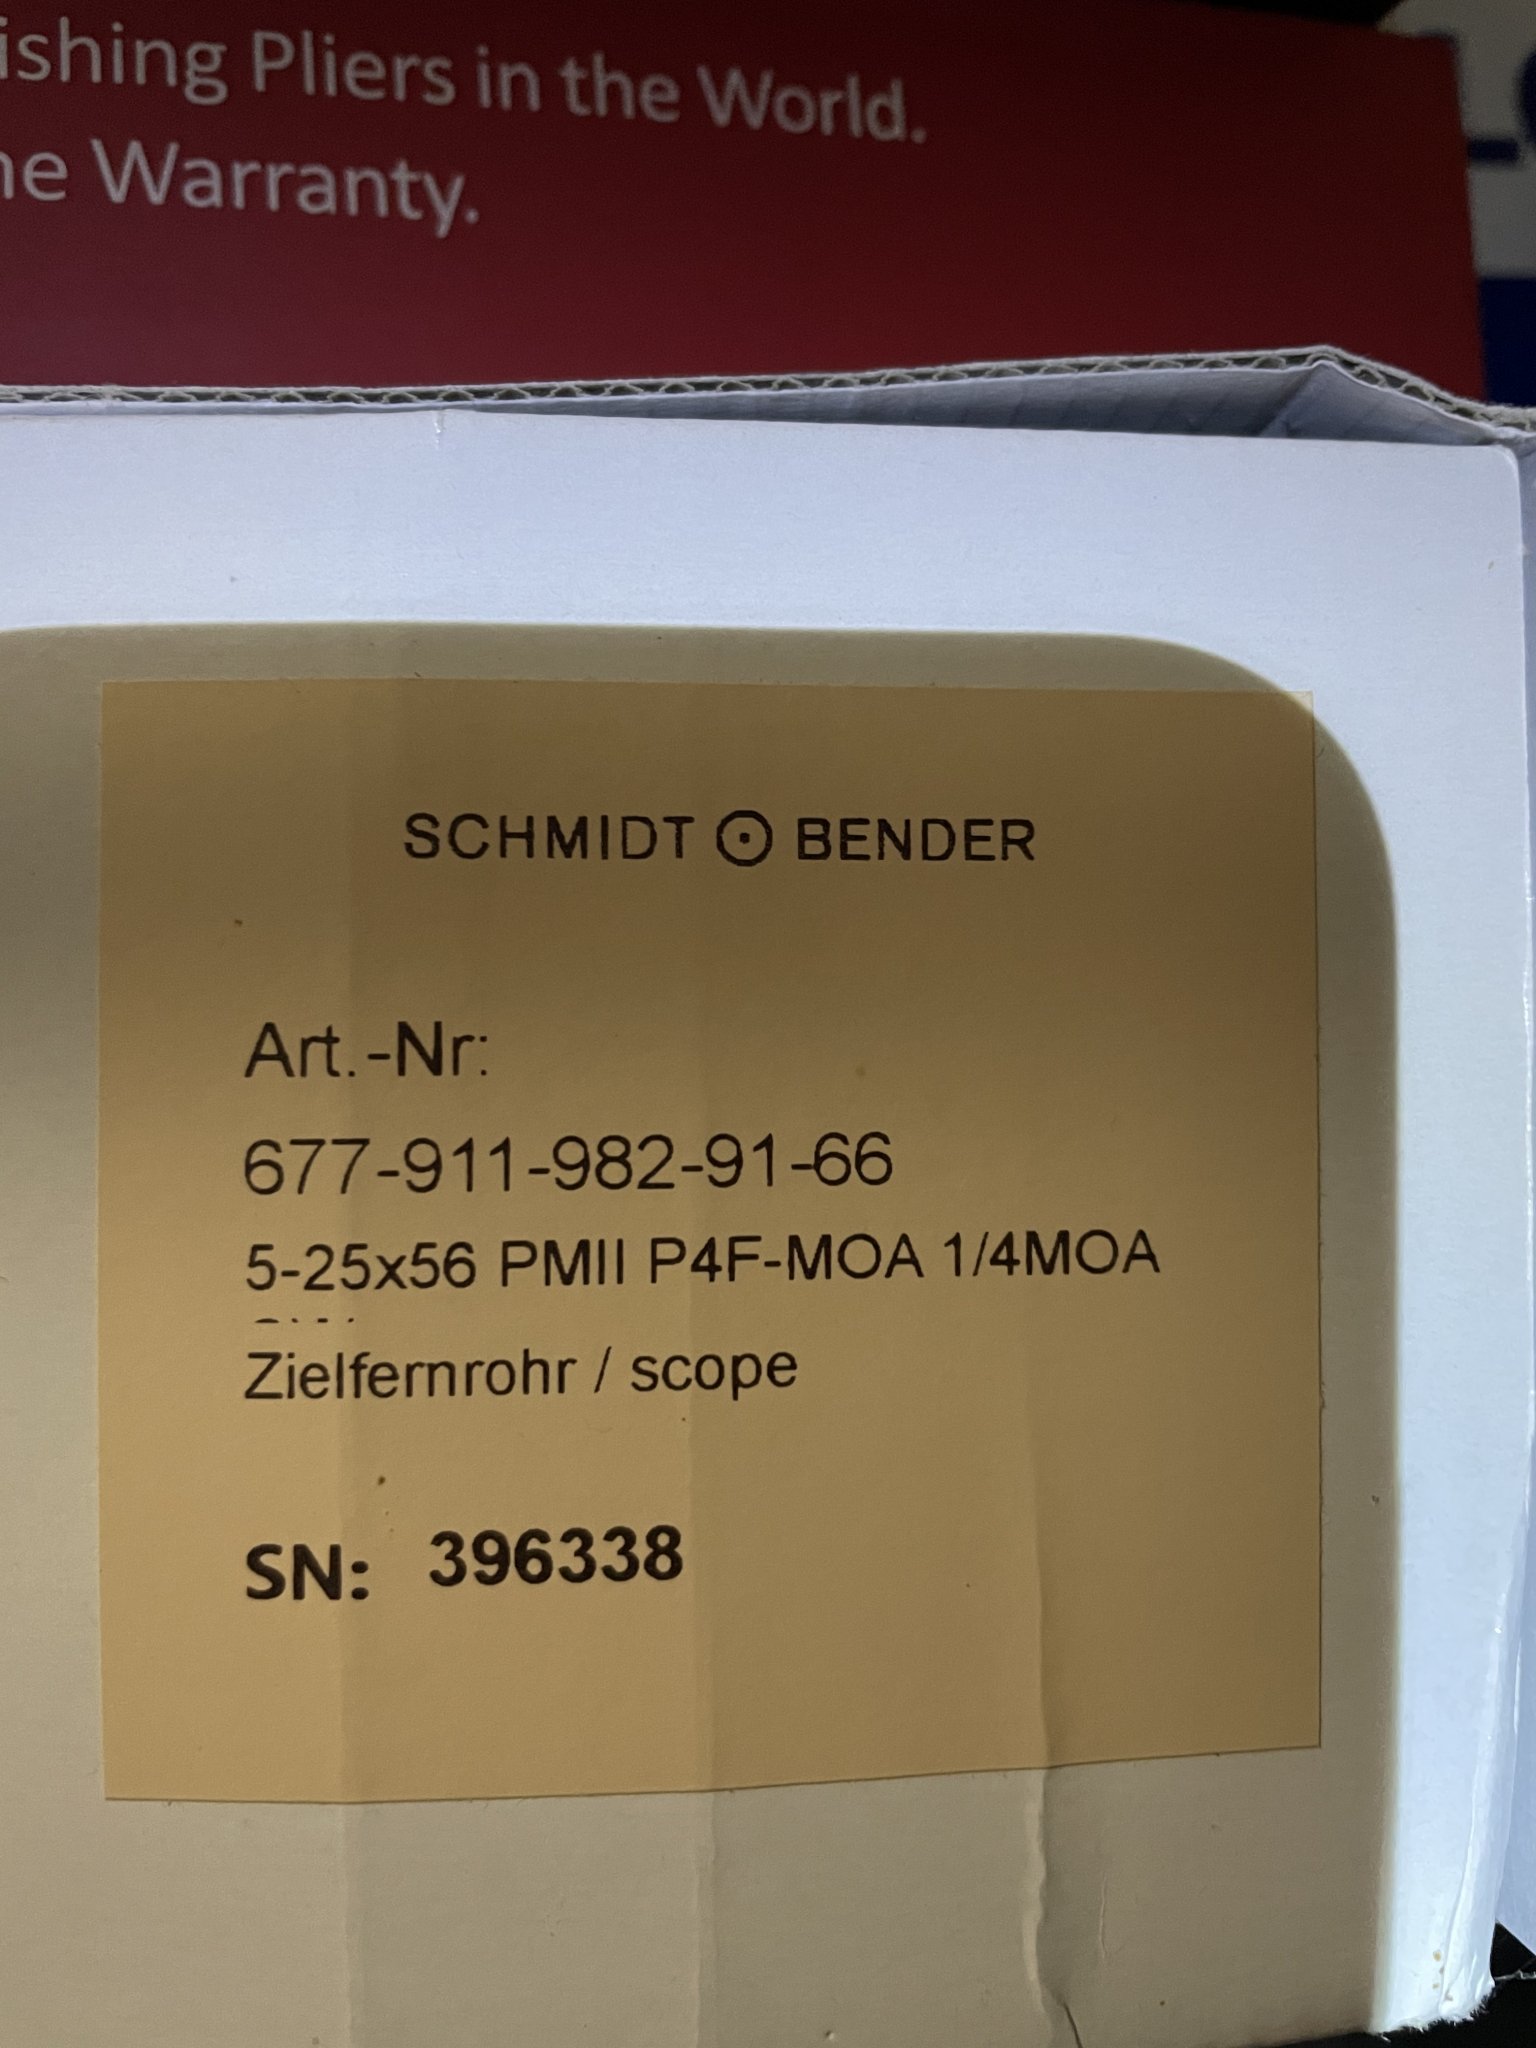 ishing Pliers in the World.
ne Warranty.
SCHMIDT BENDER
Art.-Nr:
677-911-982-91-66
5-25x56 PMII P4F-MOA 1/4MOA
Zielfernrohr / scope
SN: 396338